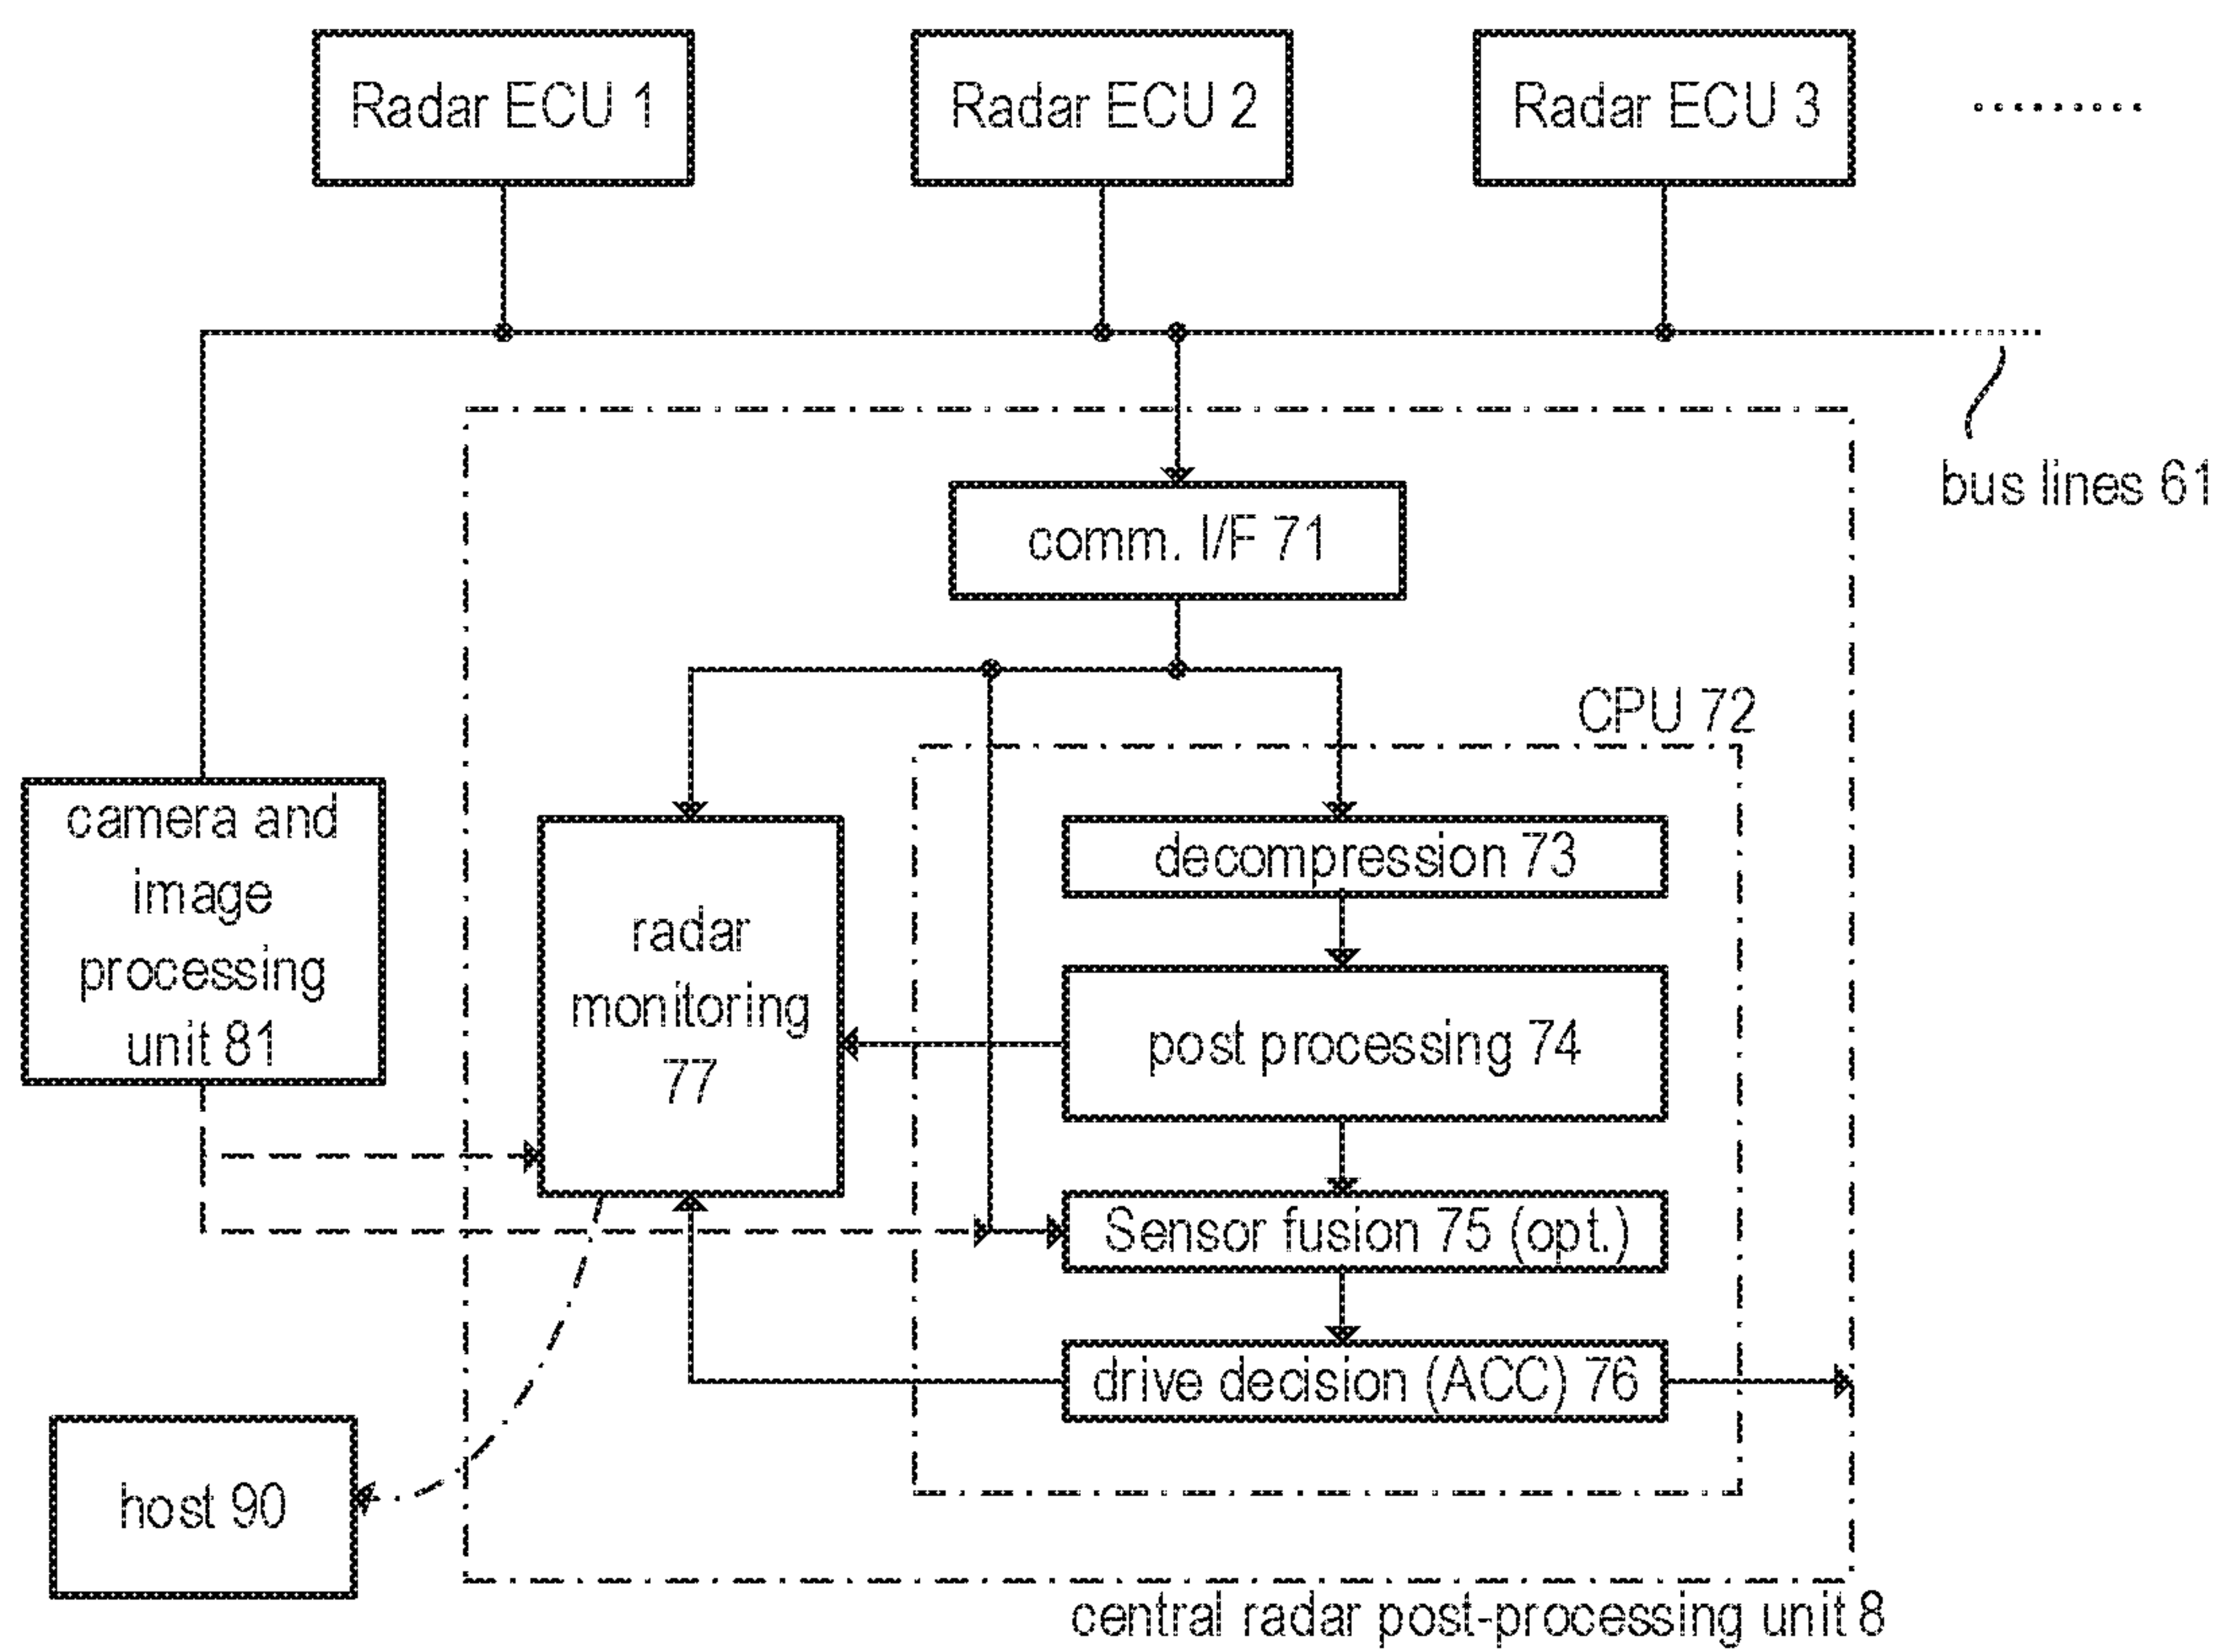 Radar ECU 1
Radar ECU 2
Radar ECU 3
bus lines 61
comm. I/F 71
CPU 72
camera and
image
processing
unit 81
radar
monitoring
77
decompression 73
post processing 74
Sensor fusion 75 (opt.)
drive decision (ACC) 76
host 90
central radar post-processing unit 8